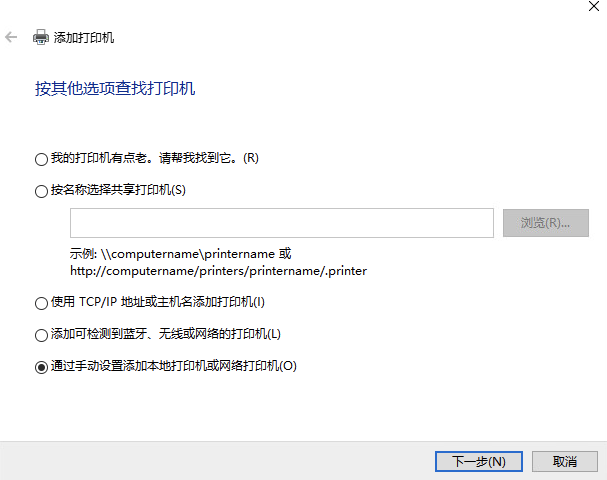 添加打印机
按其他选项查找打印机
我的打印机有点老。请帮我找到它。(R)
按名称选择共享打印机(S)
浏览(R)...
示例: \\computername\printername 或
http://computername/printers/printername/.printer
使用 TCP/IP 地址或主机名添加打印机(I)
添加可检测到蓝牙、无线或网络的打印机(L)
通过手动设置添加本地打印机或网络打印机(O)
下一步(N)
取消